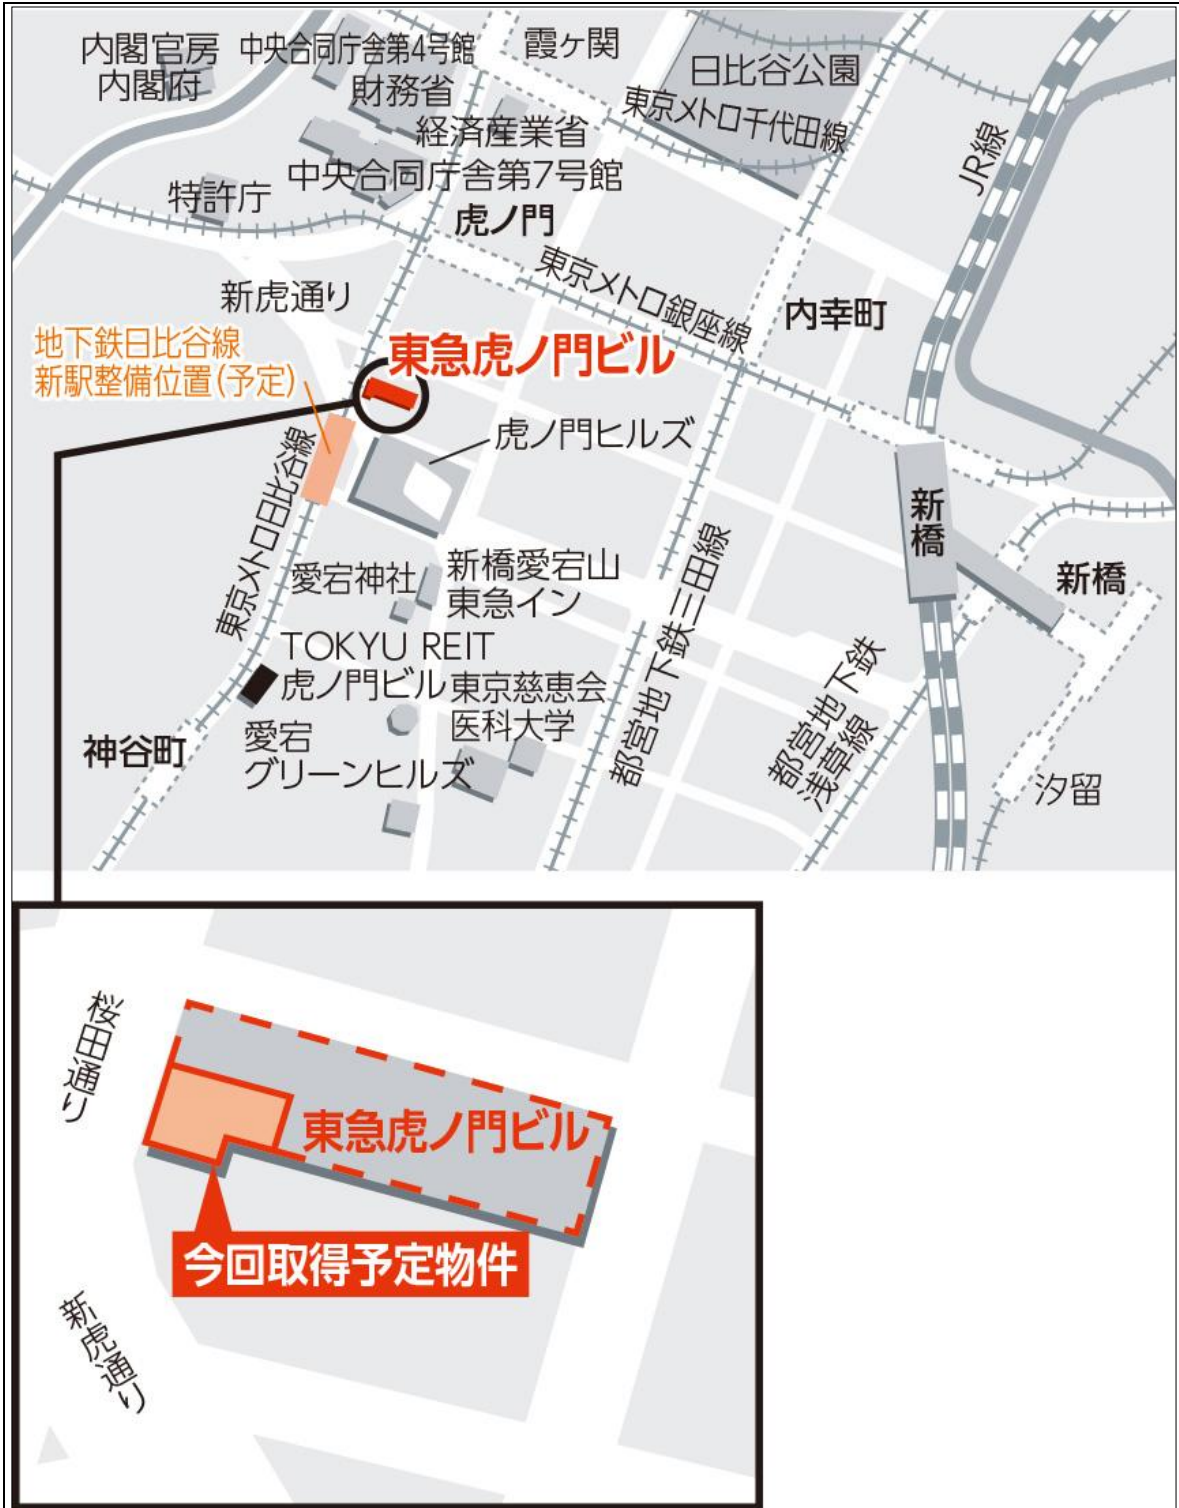 内閣官房
内閣府
中央合同庁舎第4号館
財務省
霞ヶ関
日比谷公園
経済産業省
東京メトロ千代田線
JR線
中央合同庁舎第7号館
特許庁
虎ノ門
東京メトロ銀座線
新虎通り
内幸町
地下鉄日比谷線
新駅整備位置(予定)
東急虎ノ門ビル
虎ノ門ヒルズ
東京メトロ日比谷線
新橋
愛宕神社
新橋愛宕山
東急イン
新橋
都営地下鉄三田線
TOKYU REIT
虎ノ門ビル
東京慈恵会
医科大学
都営地下鉄
浅草線
神谷町
愛宕
グリーンヒルズ
汐留
桜田通り
東急虎ノ門ビル
今回取得予定物件
新虎通り